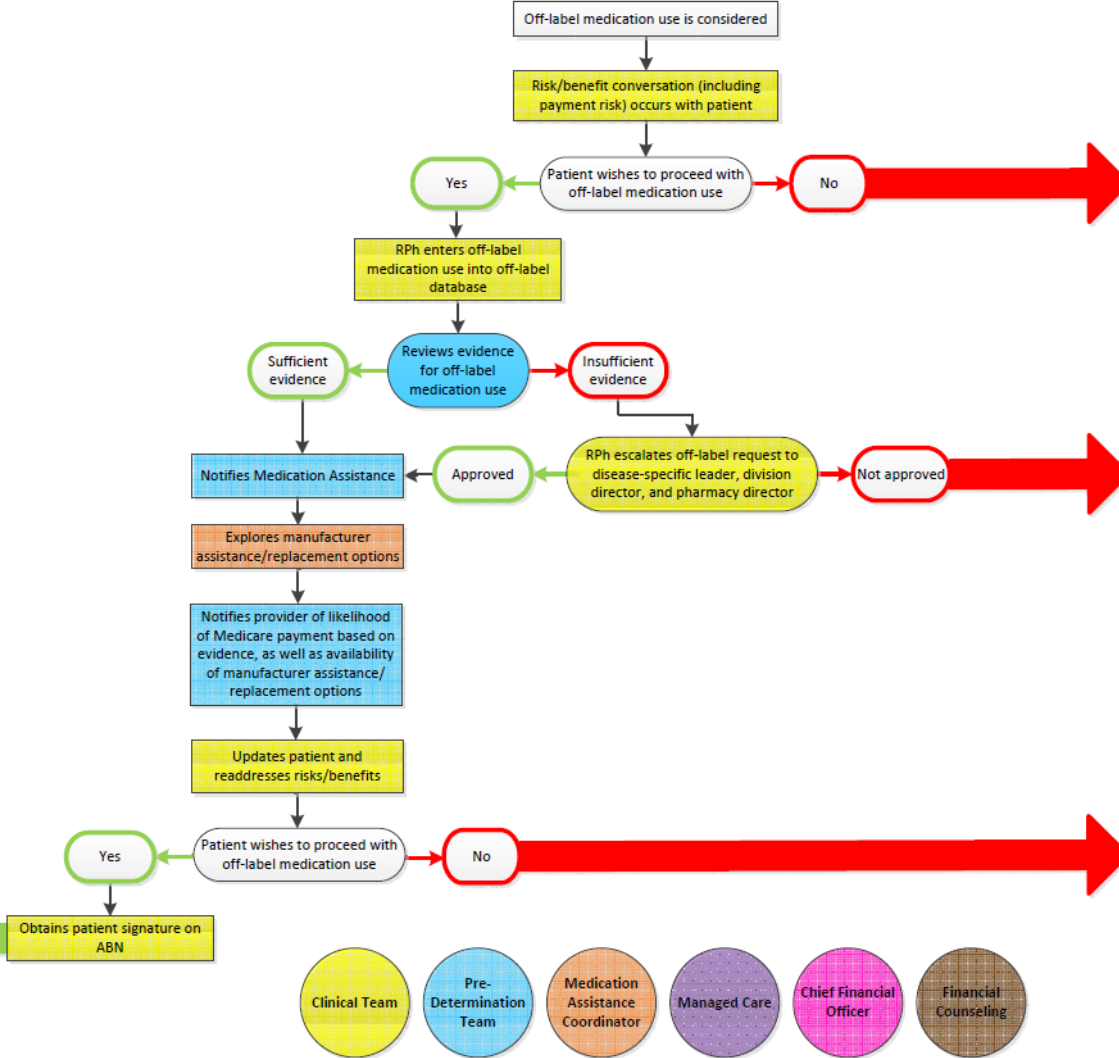 Off-label medication use is considered
Risk/benefit conversation (including
payment risk) occurs with patient
Yes
Patient wishes to proceed with
off-label medication use
No
RPh enters off-label
medication use into off-label
database
Sufficient
evidence
Reviews evidence
for off-label
medication use
Insufficient
evidence
Notifies Medication Assistance
Approved
RPh escalates off-label request to
disease-specific leader, division
director, and pharmacy director
Not approved
Explores manufacturer
assistance/replacement options
Notifies provider of likelihood
of Medicare payment based on
evidence, as well as availability
of manufacturer assistance/
replacement options
Updates patient and
readdresses risks/benefits
Yes
Patient wishes to proceed with
off-label medication use
No
Obtains patient signature on
ABN
Clinical Team
Pre-
Determination
Team
Medication
Assistance
Coordinator
Managed Care
Chief Financial
Officer
Financial
Counseling